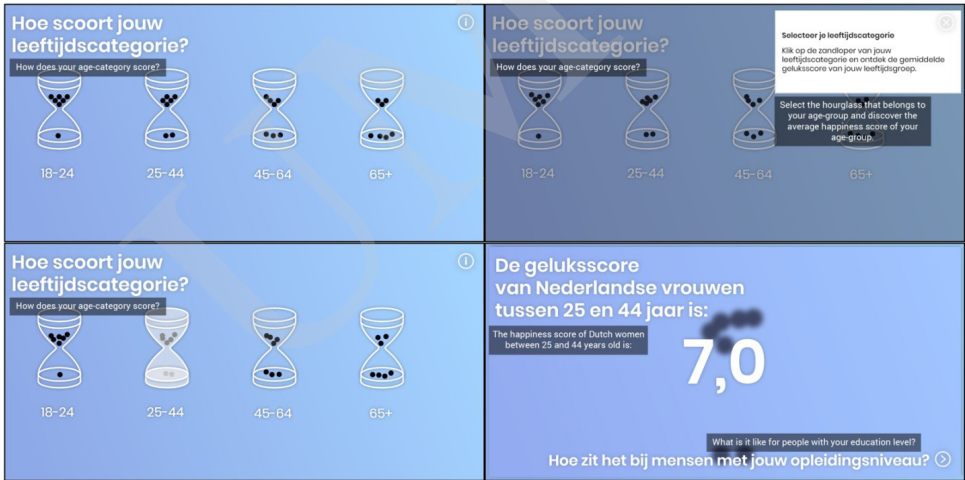 Hoe scoort jouw
leeftijdscategorie?
How does your age-category score?
18-24
25-44
45-64
65+
Hoe scoort jouw
leeftijdscategorie?
How does your age-category score?
Selecteer je leeftijdscategorie
Klik op de zandloper van jouw
leeftijdscategorie en ontdek de gemiddelde
geluksscore van jouw leeftijdsgroep.
Select the hourglass that belongs to
your age-group and discover the
average happiness score of your
age-group.
18-24
25-44
45-64
65+
Hoe scoort jouw
leeftijdscategorie?
How does your age-category score?
18-24
25-44
45-64
65+
De geluksscore
van Nederlandse vrouwen
tussen 25 en 44 jaar is:
The happiness score of Dutch women
between 25 and 44 years old is:
7,0
What is it like for people with your education level?
Hoe zit het bij mensen met jouw opleidingsniveau?